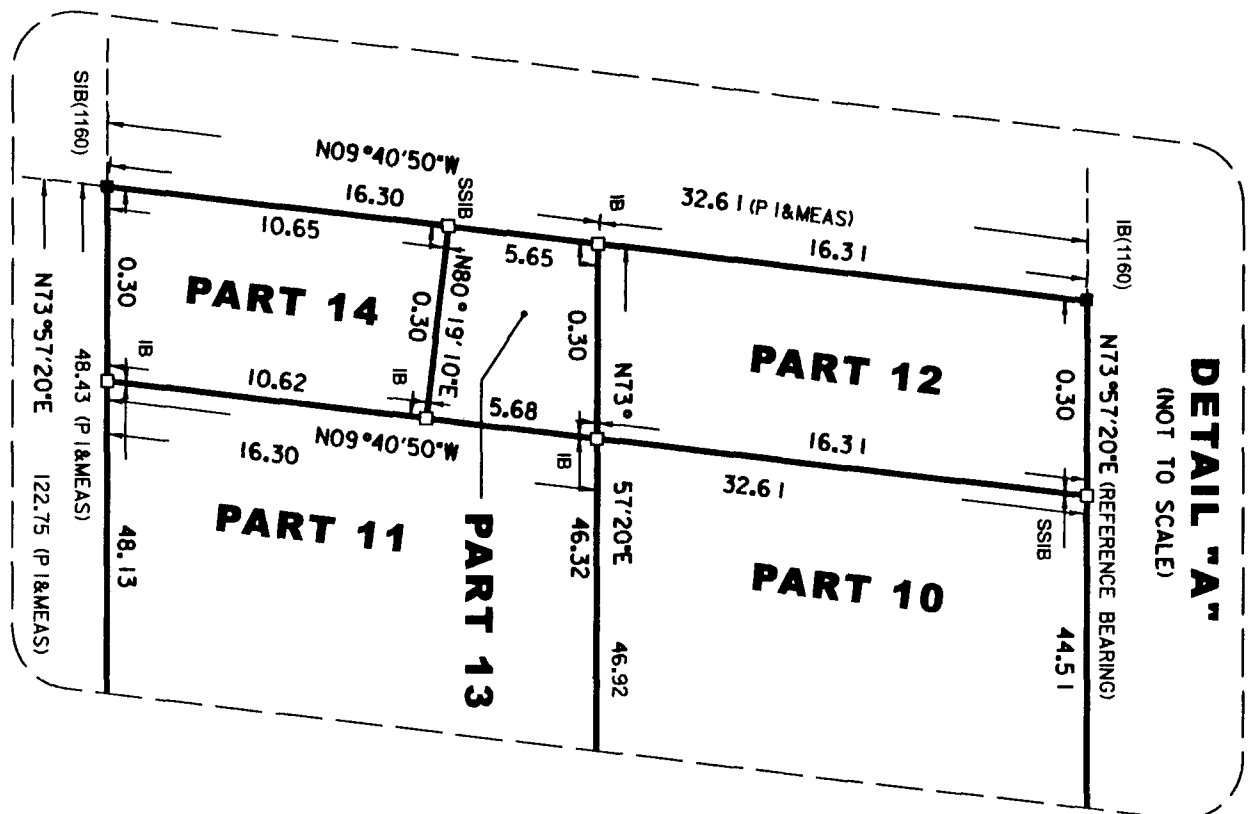 DETAIL "A"
(NOT TO SCALE)
N73°57'20"E (REFERENCE BEARING)
IB(1160)
0.30
SSIB
44.51
32.61 (P1&MEAS)
16.31
PART 12
16.31
32.61
PART 10
IB
N73°
57'20"E
0.30
IB
46.32
46.92
N09°40'50"W
16.30
SSIB
10.65
5.65
N80°19'10"E
0.30
IB
PART 14
PART 13
10.62
5.68
N09°40'50"W
16.30
PART 11
SIB(1160)
0.30
IB
48.13
48.43 (P1&MEAS)
N73°57'20"E 122.75 (P1&MEAS)